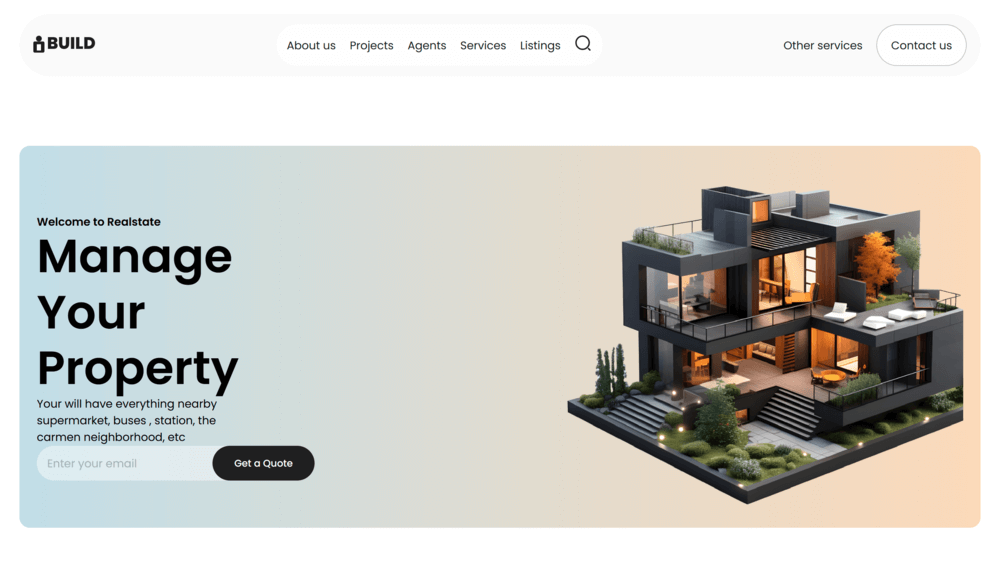 BUILD
About us Projects Agents Services Listings
Other services Contact us
Welcome to Realstate
Manage
Your
Property
Your will have everything nearby
supermarket, buses , station, the
carmen neighborhood, etc
Enter your email Get a Quote